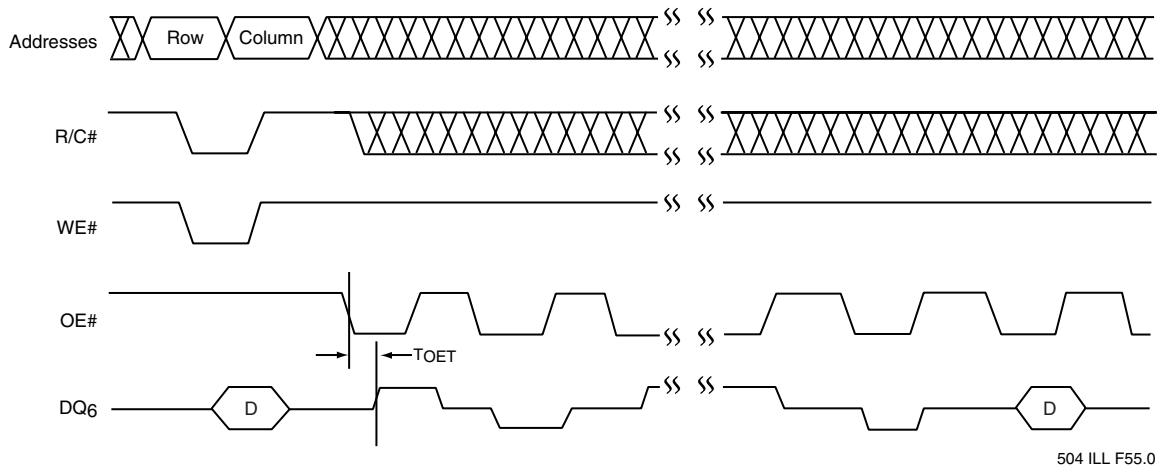 Addresses Row Column
R/C#
WE#
OE#
TOET
DQ6 D D
504 ILL F55.0